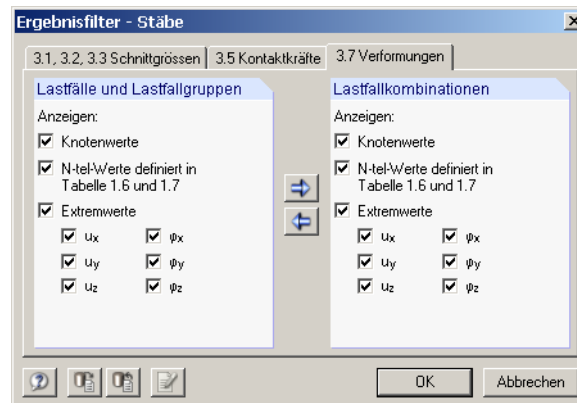 Ergebnisfilter - Stäbe
3.1, 3.2, 3.3 Schnittgrössen 3.5 Kontaktkräfte 3.7 Verformungen
Lastfälle und Lastfallgruppen
Anzeigen:
Knotenwerte
N-tel-Werte definiert in
Tabelle 1.6 und 1.7
Extremwerte
ux φx
uy φy
uz φz
Lastfallkombinationen
Anzeigen:
Knotenwerte
N-tel-Werte definiert in
Tabelle 1.6 und 1.7
Extremwerte
ux φx
uy φy
uz φz
OK Abbrechen